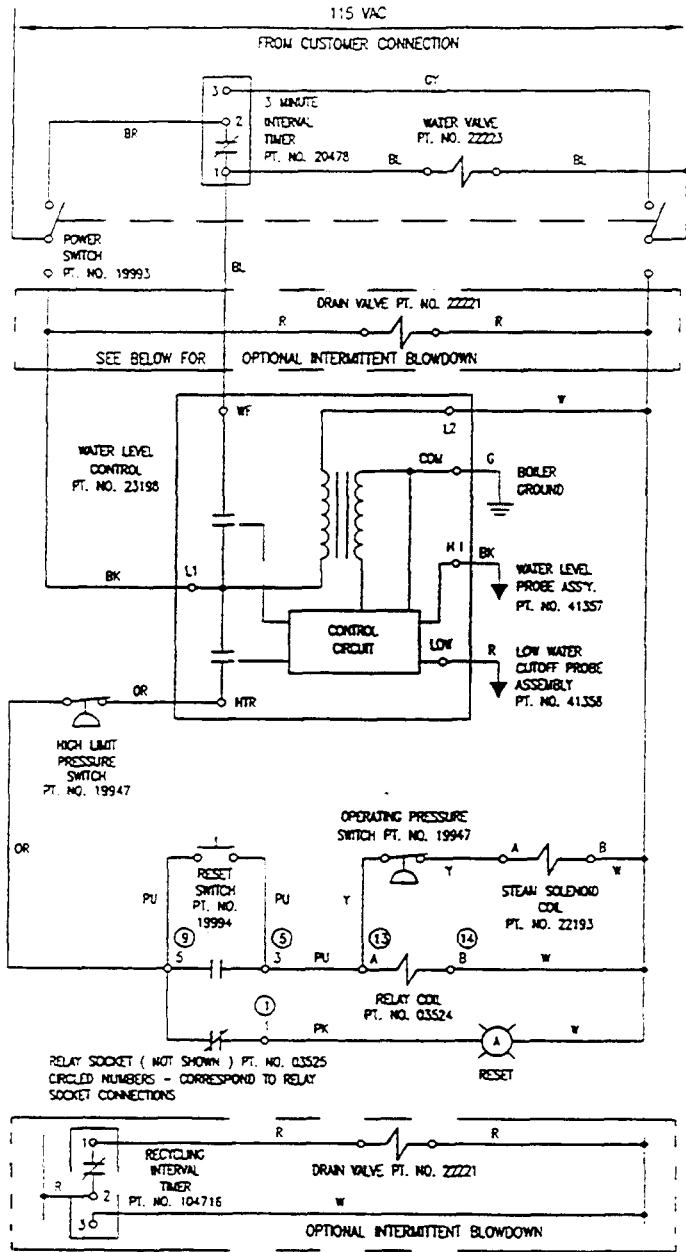 115 VAC
FROM CUSTOMER CONNECTION
GY
3
3 MINUTE
INTERVAL
TIMER
PT. NO. 20478
2
1
BR
WATER VALVE
PT. NO. 22223
BL
BL
POWER
SWITCH
PT. NO. 19993
BL
DRAIN VALVE PT. NO. 22221
R
R
SEE BELOW FOR OPTIONAL INTERMITTENT BLOWDOWN
WF
L2
W
WATER LEVEL
CONTROL
PT. NO. 23198
COM
G
BOILER
GROUND
H I
BK
BK
L1
WATER LEVEL
PROBE ASS'Y.
PT. NO. 41357
CONTROL
CIRCUIT
LOW
R
LOW WATER
CUTOFF PROBE
ASSEMBLY
PT. NO. 41358
OR
HTR
HIGH LIMIT
PRESSURE
SWITCH
PT. NO. 19947
OPERATING PRESSURE
SWITCH PT. NO. 19947
OR
A
B
Y
W
RESET
SWITCH
PT. NO.
19994
PU
PU
Y
STEAM SOLENOID
COIL
PT. NO. 22193
9
5
13
14
5
3
PU
A
B
W
RELAY COIL
PT. NO. 03524
1
1
PK
A
W
RESET
RELAY SOCKET ( NOT SHOWN ) PT. NO. 03525
CIRCLED NUMBERS - CORRESPOND TO RELAY
SOCKET CONNECTIONS
1
R
R
RECYCLING
INTERVAL
TIMER
PT. NO. 104716
DRAIN VALVE PT. NO. 22221
R
2
W
3
OPTIONAL INTERMITTENT BLOWDOWN